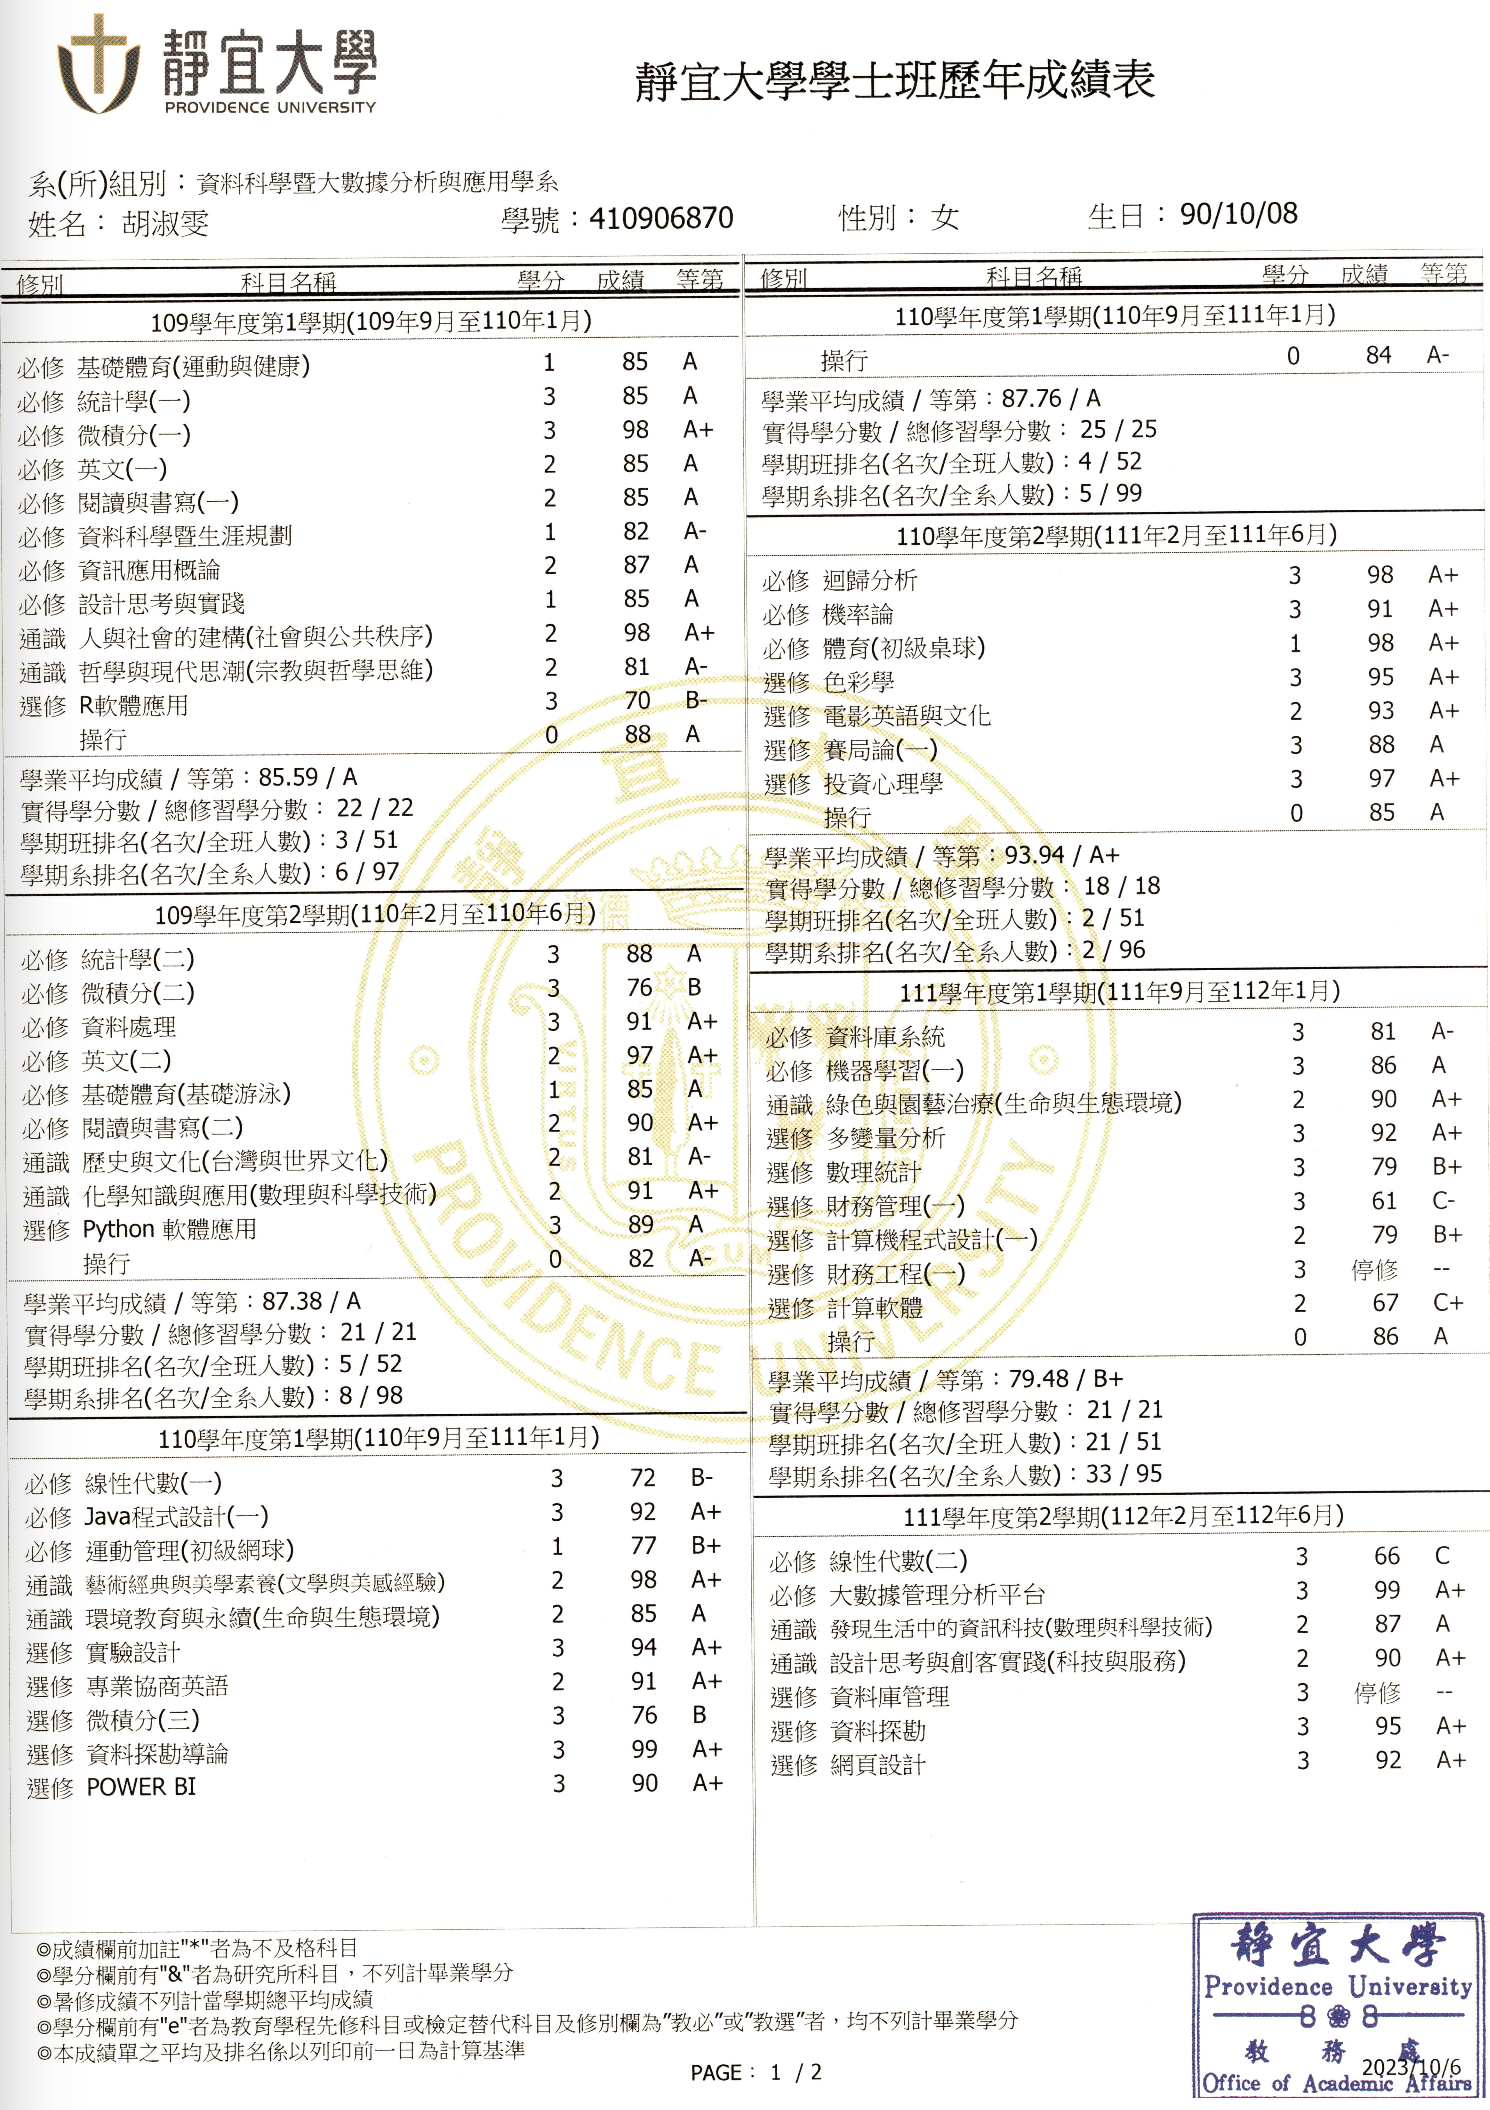 靜宜大學
PROVIDENCE UNIVERSITY
靜宜大學學士班歷年成績表
系(所)組別：資料科學暨大數據分析與應用學系
姓名：胡淑雯 學號：410906870 性別：女 生日：90/10/08
修別 科目名稱 學分 成績 等第
109學年度第1學期(109年9月至110年1月)
必修 基礎體育(運動與健康) 1 85 A
必修 統計學(一) 3 85 A
必修 微積分(一) 3 98 A+
必修 英文(一) 2 85 A
必修 閱讀與書寫(一) 2 85 A
必修 資料科學暨生涯規劃 1 82 A-
必修 資訊應用概論 2 87 A
必修 設計思考與實踐 1 85 A
通識 人與社會的建構(社會與公共秩序) 2 98 A+
通識 哲學與現代思潮(宗教與哲學思維) 2 81 A-
選修 R軟體應用 3 70 B-
操行 0 88 A
學業平均成績 / 等第：85.59 / A
實得學分數 / 總修習學分數： 22 / 22
學期班排名(名次/全班人數)：3 / 51
學期系排名(名次/全系人數)：6 / 97
109學年度第2學期(110年2月至110年6月)
必修 統計學(二) 3 88 A
必修 微積分(二) 3 76 B
必修 資料處理 3 91 A+
必修 英文(二) 2 97 A+
必修 基礎體育(基礎游泳) 1 85 A
必修 閱讀與書寫(二) 2 90 A+
通識 歷史與文化(台灣與世界文化) 2 81 A-
通識 化學知識與應用(數理與科學技術) 2 91 A+
選修 Python 軟體應用 3 89 A
操行 0 82 A-
學業平均成績 / 等第：87.38 / A
實得學分數 / 總修習學分數： 21 / 21
學期班排名(名次/全班人數)：5 / 52
學期系排名(名次/全系人數)：8 / 98
110學年度第1學期(110年9月至111年1月)
必修 線性代數(一) 3 72 B-
必修 Java程式設計(一) 3 92 A+
必修 運動管理(初級網球) 1 77 B+
通識 藝術經典與美學素養(文學與美感經驗) 2 98 A+
通識 環境教育與永續(生命與生態環境) 2 85 A
選修 實驗設計 3 94 A+
選修 專業協商英語 2 91 A+
選修 微積分(三) 3 76 B
選修 資料探勘導論 3 99 A+
選修 POWER BI 3 90 A+
修別 科目名稱 學分 成績 等第
110學年度第1學期(110年9月至111年1月)
操行 0 84 A-
學業平均成績 / 等第：87.76 / A
實得學分數 / 總修習學分數： 25 / 25
學期班排名(名次/全班人數)：4 / 52
學期系排名(名次/全系人數)：5 / 99
110學年度第2學期(111年2月至111年6月)
必修 迴歸分析 3 98 A+
必修 機率論 3 91 A+
必修 體育(初級桌球) 1 98 A+
選修 色彩學 3 95 A+
選修 電影英語與文化 2 93 A+
選修 賽局論(一) 3 88 A
選修 投資心理學 3 97 A+
操行 0 85 A
學業平均成績 / 等第：93.94 / A+
實得學分數 / 總修習學分數： 18 / 18
學期班排名(名次/全班人數)：2 / 51
學期系排名(名次/全系人數)：2 / 96
111學年度第1學期(111年9月至112年1月)
必修 資料庫系統 3 81 A-
必修 機器學習(一) 3 86 A
通識 綠色與園藝治療(生命與生態環境) 2 90 A+
選修 多變量分析 3 92 A+
選修 數理統計 3 79 B+
選修 財務管理(一) 3 61 C-
選修 計算機程式設計(一) 2 79 B+
選修 財務工程(一) 3 停修 --
選修 計算軟體 2 67 C+
操行 0 86 A
學業平均成績 / 等第：79.48 / B+
實得學分數 / 總修習學分數： 21 / 21
學期班排名(名次/全班人數)：21 / 51
學期系排名(名次/全系人數)：33 / 95
111學年度第2學期(112年2月至112年6月)
必修 線性代數(二) 3 66 C
必修 大數據管理分析平台 3 99 A+
通識 發現生活中的資訊科技(數理與科學技術) 2 87 A
通識 設計思考與創客實踐(科技與服務) 2 90 A+
選修 資料庫管理 3 停修 --
選修 資料探勘 3 95 A+
選修 網頁設計 3 92 A+
靜宜大學
VIRTUS
CUM
PROVIDENCE UNIVERSITY
◎成績欄前加註"*"者為不及格科目
◎學分欄前有"&"者為研究所科目，不列計畢業學分
◎暑修成績不列計當學期總平均成績
◎學分欄前有"e"者為教育學程先修科目或檢定替代科目及修別欄為"教必"或"教選"者，均不列計畢業學分
◎本成績單之平均及排名係以列印前一日為計算基準
PAGE： 1 / 2
靜宜大學
Providence University
8 8
教務處
2023/10/6
Office of Academic Affairs